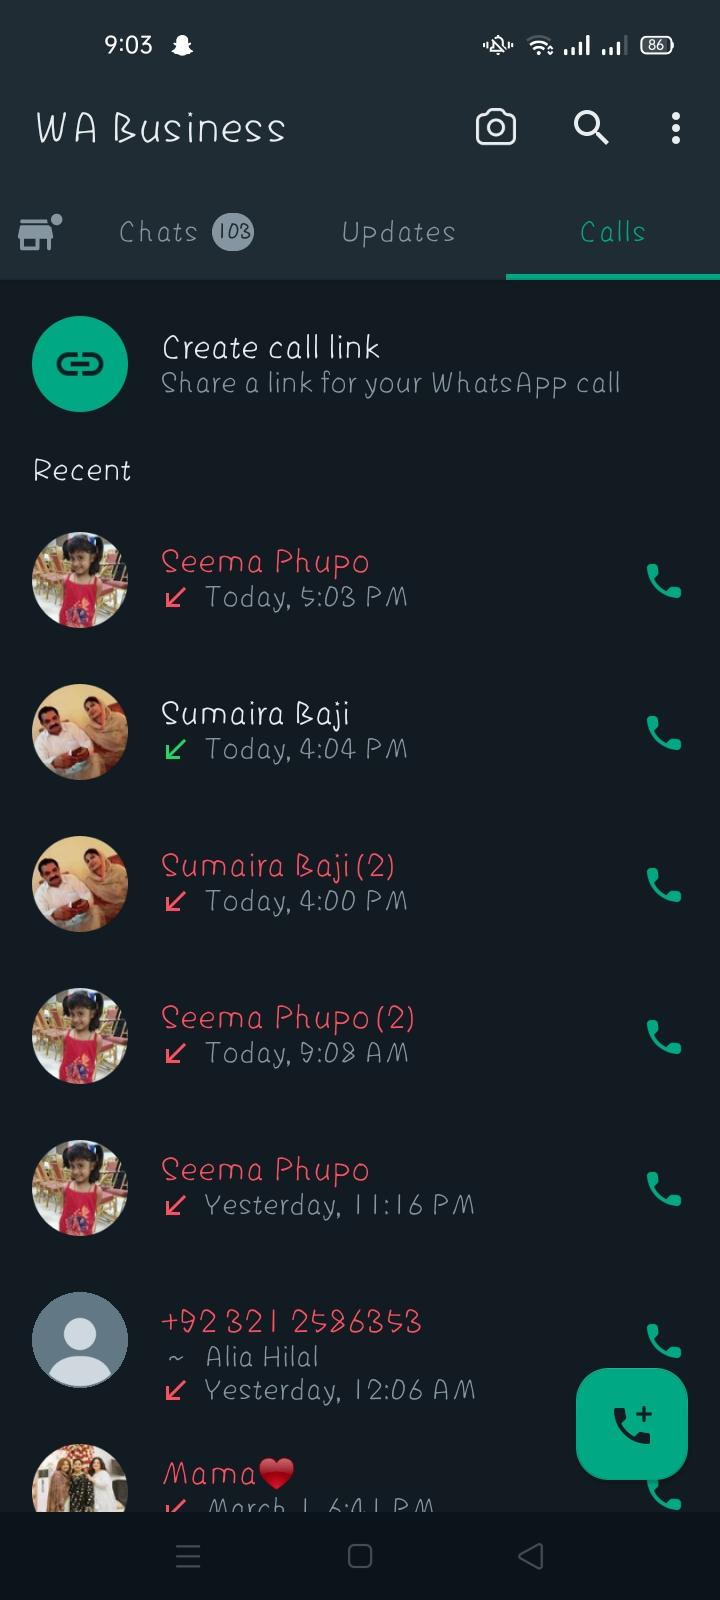 9:03
86
WA Business
Chats 103 Updates Calls
Create call link
Share a link for your WhatsApp call
Recent
Seema Phupo
Today, 5:03 PM
Sumaira Baji
Today, 4:04 PM
Sumaira Baji (2)
Today, 4:00 PM
Seema Phupo (2)
Today, 9:08 AM
Seema Phupo
Yesterday, 11:16 PM
+92 321 2586353
~ Alia Hilal
Yesterday, 12:06 AM
Mama❤️
March 1, 6:41 PM